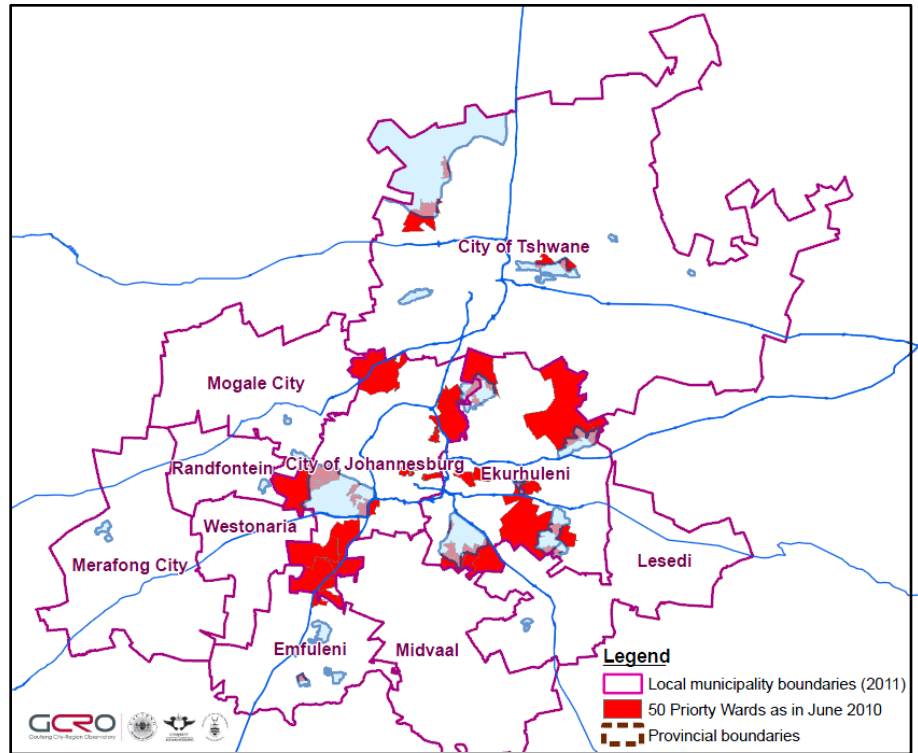 City of Tshwane
Mogale City
Randfontein
City of Johannesburg
Ekurhuleni
Westonaria
Merafong City
Lesedi
Emfuleni
Midvaal
Legend
Local municipality boundaries (2011)
50 Priorty Wards as in June 2010
Provincial boundaries
GCRO
Gauteng City-Region Observatory